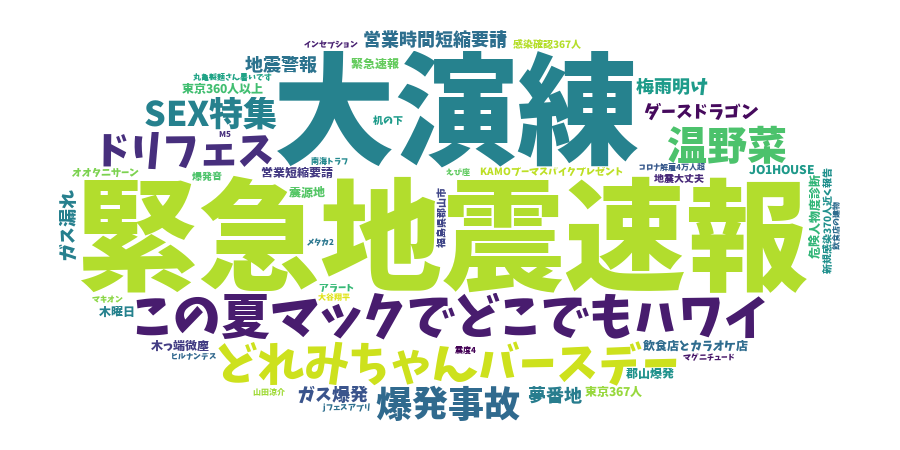 インセプション
営業時間短縮要請
感染確認367人
地震警報
緊急速報
丸亀製麺さん暑いです
東京360人以上
大演練
梅雨明け
SEX特集
机の下
ダースドラゴン
M5
ドリフェス
温野菜
南海トラフ
コロナ解雇4万人超
オオタニサーン
爆発音
営業短縮要請
えび座
KAMOブーマスバイクプレゼント
地震大丈夫
JO1HOUSE
ガス漏れ
震源地
福島県郡山市
危険人物度診断
新規感染370人近く報告
飲食店の建物
緊急地震速報
メタカ2
アラート
マキオン
大谷翔平
木曜日
この夏マックでどこでもハワイ
木っ端微塵
震度4
飲食店とカラオケ店
ヒルナンデス
マグニチュード
どれみちゃんバースデー
郡山爆発
山田涼介
ガス爆発
jフェスアプリ
爆発事故
夢番地
東京367人